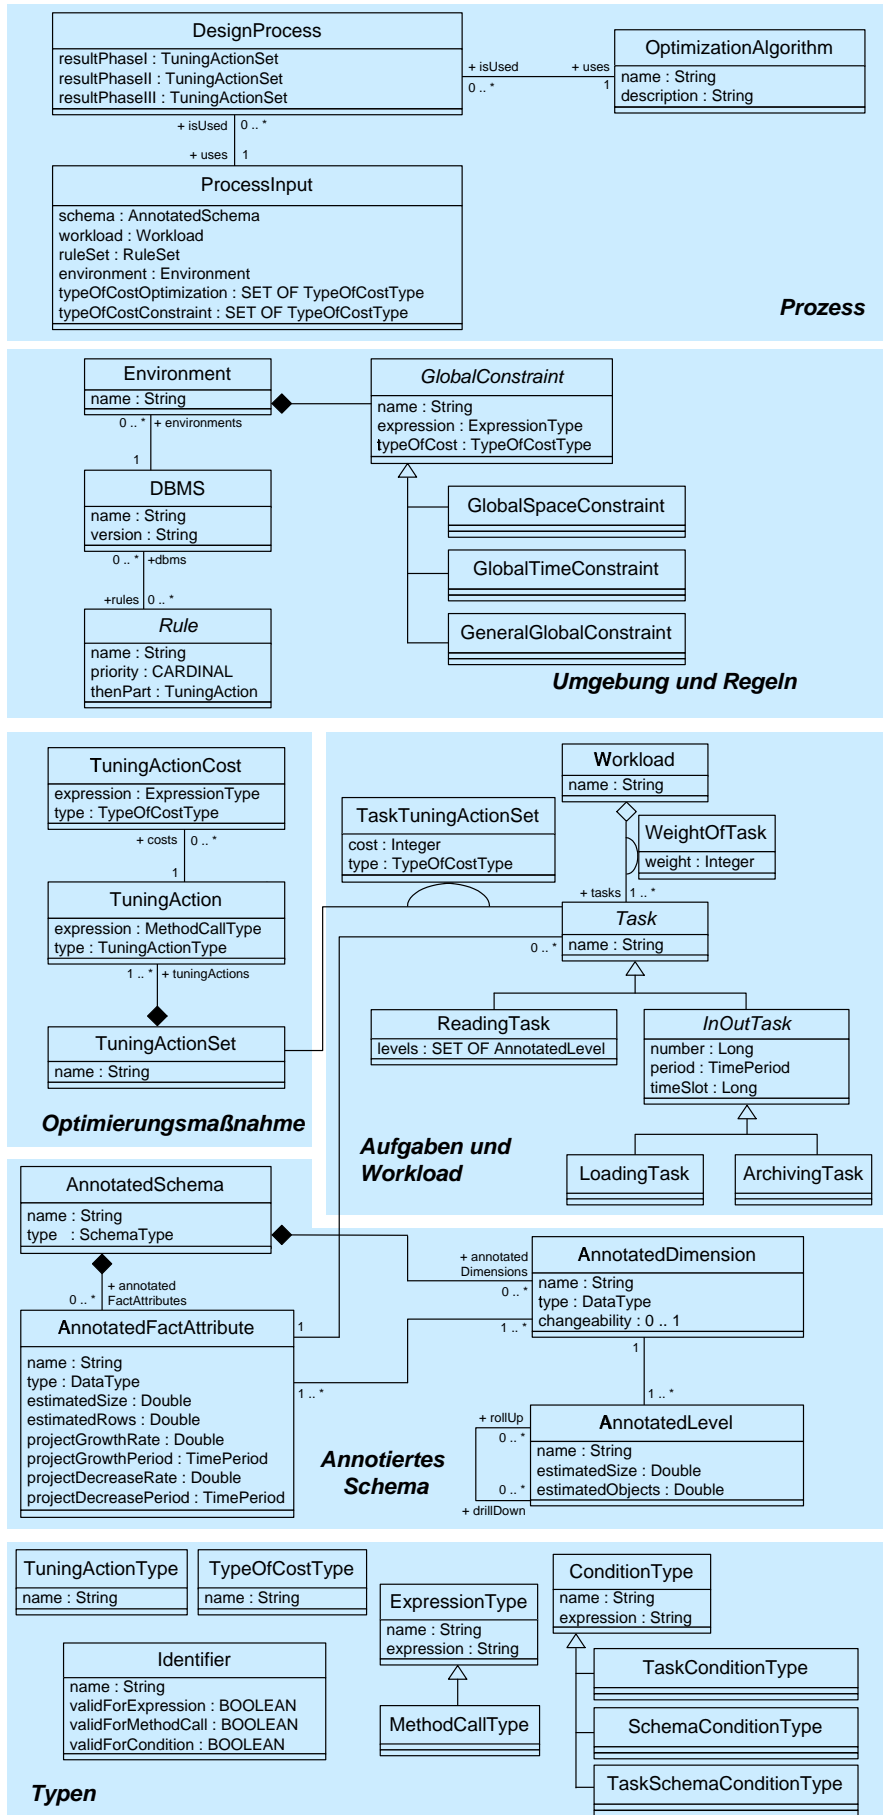 DesignProcess
resultPhaseI : TuningActionSet
resultPhaseII : TuningActionSet
resultPhaseIII : TuningActionSet
+ isUsed
0 .. *
+ uses
1
OptimizationAlgorithm
name : String
description : String
+ isUsed
0 .. *
+ uses
1
ProcessInput
schema : AnnotatedSchema
workload : Workload
ruleSet : RuleSet
environment : Environment
typeOfCostOptimization : SET OF TypeOfCostType
typeOfCostConstraint : SET OF TypeOfCostType
Prozess
Environment
name : String
0 .. *
+ environments
1
DBMS
name : String
version : String
0 .. *
+dbms
+rules
0 .. *
Rule
name : String
priority : CARDINAL
thenPart : TuningAction
GlobalConstraint
name : String
expression : ExpressionType
typeOfCost : TypeOfCostType
GlobalSpaceConstraint
GlobalTimeConstraint
GeneralGlobalConstraint
Umgebung und Regeln
TuningActionCost
expression : ExpressionType
type : TypeOfCostType
+ costs
0 .. *
1
TuningAction
expression : MethodCallType
type : TuningActionType
1 .. *
+ tuningActions
TuningActionSet
name : String
Optimierungsmaßnahme
Workload
name : String
TaskTuningActionSet
cost : Integer
type : TypeOfCostType
WeightOfTask
weight : Integer
+ tasks
1 .. *
Task
name : String
0 .. *
ReadingTask
levels : SET OF AnnotatedLevel
InOutTask
number : Long
period : TimePeriod
timeSlot : Long
LoadingTask
ArchivingTask
Aufgaben und
Workload
AnnotatedSchema
name : String
type : SchemaType
+ annotated
FactAttributes
0 .. *
+ annotated
Dimensions
0 .. *
AnnotatedDimension
name : String
type : DataType
changeability : 0 .. 1
AnnotatedFactAttribute
name : String
type : DataType
estimatedSize : Double
estimatedRows : Double
projectGrowthRate : Double
projectGrowthPeriod : TimePeriod
projectDecreaseRate : Double
projectDecreasePeriod : TimePeriod
1
1 .. *
1 .. *
1
1 .. *
AnnotatedLevel
name : String
estimatedSize : Double
estimatedObjects : Double
+ rollUp
0 .. *
0 .. *
+ drillDown
Annotiertes
Schema
TuningActionType
name : String
TypeOfCostType
name : String
ExpressionType
name : String
expression : String
MethodCallType
ConditionType
name : String
expression : String
TaskConditionType
SchemaConditionType
TaskSchemaConditionType
Identifier
name : String
validForExpression : BOOLEAN
validForMethodCall : BOOLEAN
validForCondition : BOOLEAN
Typen